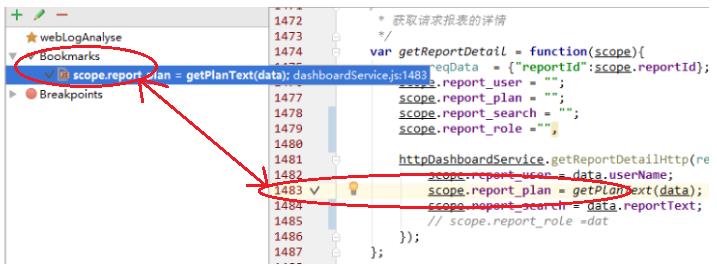 webLogAnalyse
Bookmarks
scope.report_plan = getPlanText(data); dashboardService.js:1483
Breakpoints
1472 * 获取请求报表的详情
1473 */
1474 var getReportDetail = function(scope){
reqData = {"reportId":scope.reportId};
scope.report_user = "";
1477 scope.report_plan = "";
1478 scope.report_search = "";
1479 scope.report_role ="",
1480
1481 httpDashboardService.getReportDetailHttp(re
1482 scope.report_user = data.userName;
1483 scope.report_plan = getPlanText(data);
1484 scope.report_search = data.reportText;
1485 // scope.report_role =dat
1486 });
1487 };